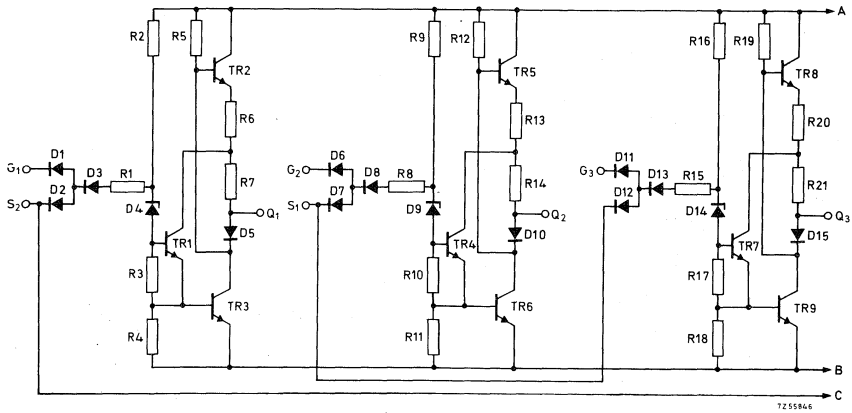 A
R2
R5
TR2
R6
G1
D1
D3
R1
S2
D2
D4
R7
Q1
D5
TR1
R3
TR3
R4
R9
R12
TR5
R13
G2
D6
D8
R8
S1
D7
D9
R14
Q2
D10
TR4
R10
TR6
R11
R16
R19
TR8
R20
G3
D11
D13
R15
D12
D14
R21
Q3
D15
TR7
R17
TR9
R18
B
C
7Z55846